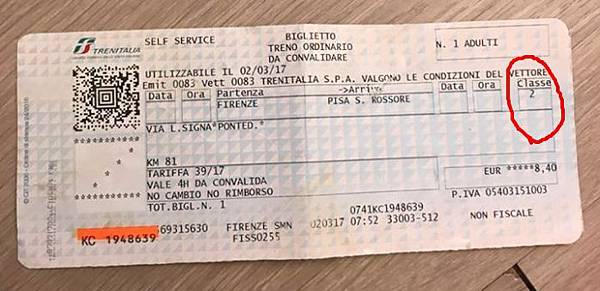 TRENITALIA
SELF SERVICE
BIGLIETTO
TRENO ORDINARIO
DA CONVALIDARE
N. 1 ADULTI
UTILIZZABILE IL 02/03/17
Emit 0083 Vett 0083 TRENITALIA S.P.A. VALGONO LE CONDIZIONI DEL VETTORE
Data Ora Partenza ->Arrivo Data Ora Classe
FIRENZE PISA S. ROSSORE 2
VIA L.SIGNA*PONTED.*
KM 81
TARIFFA 39/17
VALE 4H DA CONVALIDA
NO CAMBIO NO RIMBORSO
TOT.BIGL.N. 1
EUR *****8,40
P.IVA 05403151003
0741KC1948639
KC 1948639 69315630 FIRENZE SMN 020317 07:52 33003-512 NON FISCALE
FISS0255